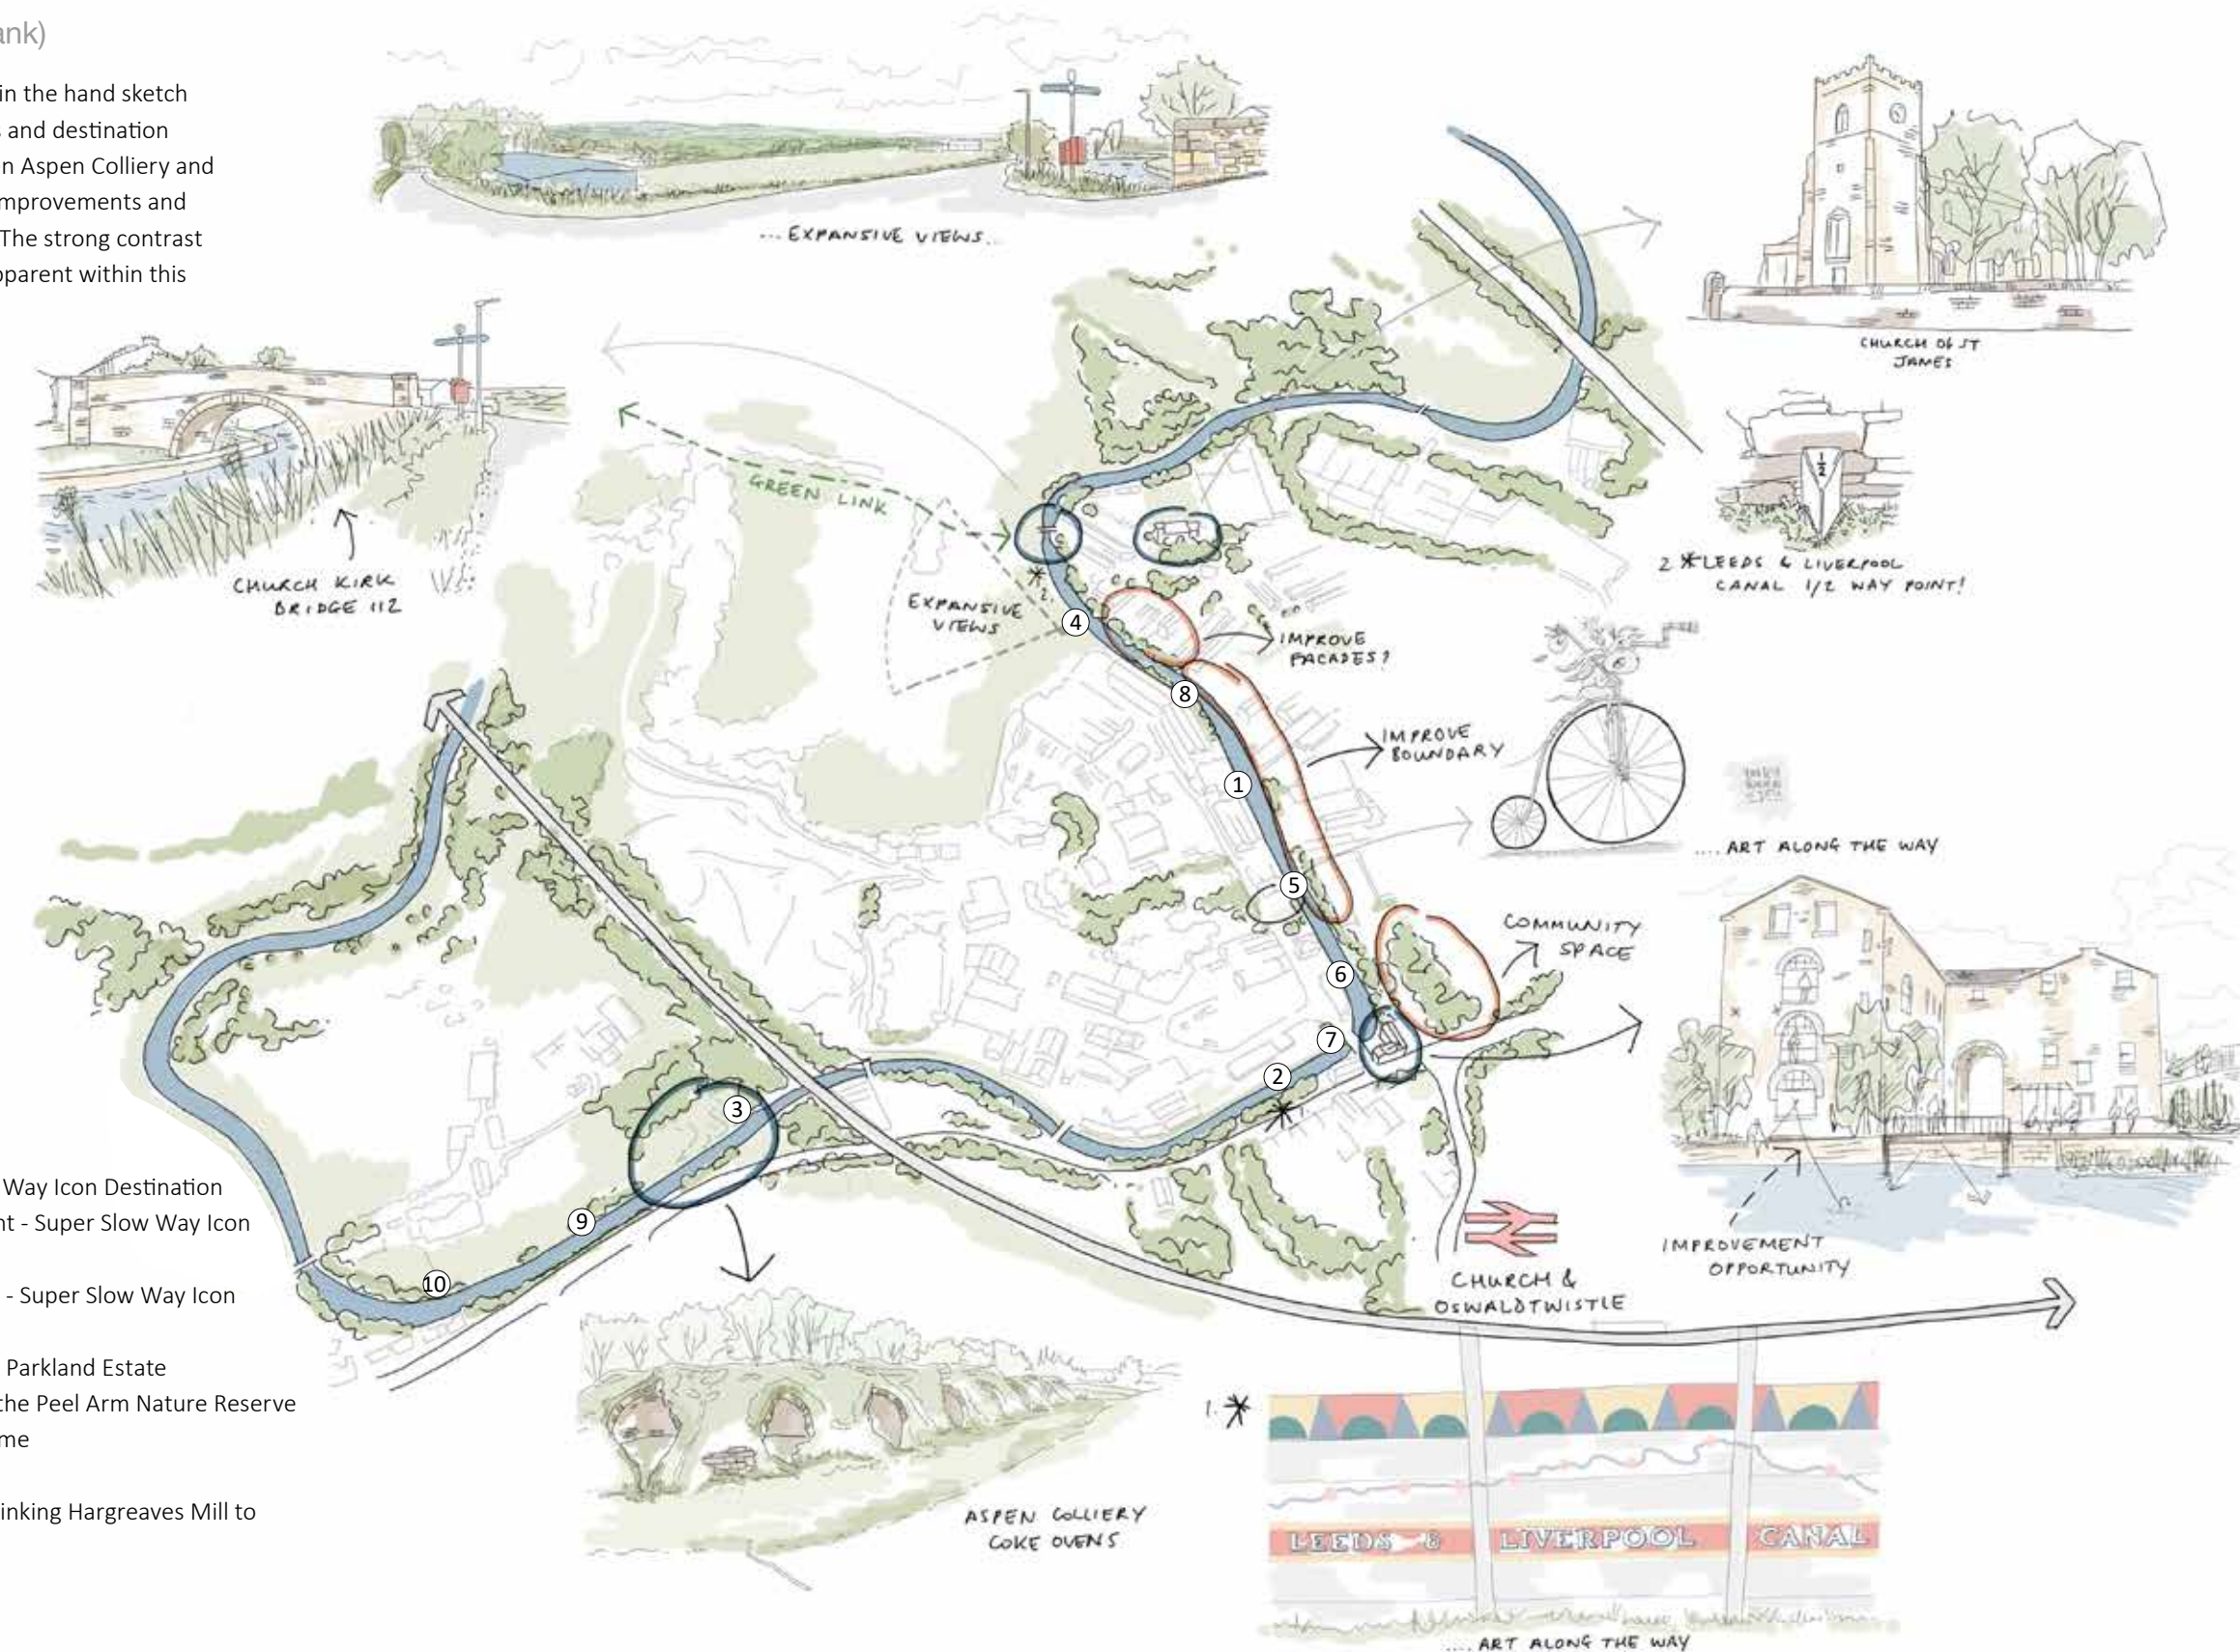 ank)
in the hand sketch
s and destination
n Aspen Colliery and
mprovements and
The strong contrast
pparent within this
... EXPANSIVE VIEWS...
CHURCH OF ST
JAMES
1/2
2 * LEEDS & LIVERPOOL
CANAL 1/2 WAY POINT!
CHURCH KIRK
BRIDGE 112
GREEN LINK
EXPANSIVE
VIEWS
* 2.
4
IMPROVE
FACADES?
8
IMPROVE
BOUNDARY
1
.... ART ALONG THE WAY
5
COMMUNITY
SPACE
6
7
2
*
3
9
10
IMPROVEMENT
OPPORTUNITY
CHURCH &
OSWALDTWISTLE
Way Icon Destination
nt - Super Slow Way Icon
- Super Slow Way Icon
Parkland Estate
the Peel Arm Nature Reserve
me
inking Hargreaves Mill to
ASPEN COLLIERY
COKE OVENS
1. *
LEEDS & LIVERPOOL CANAL
.... ART ALONG THE WAY